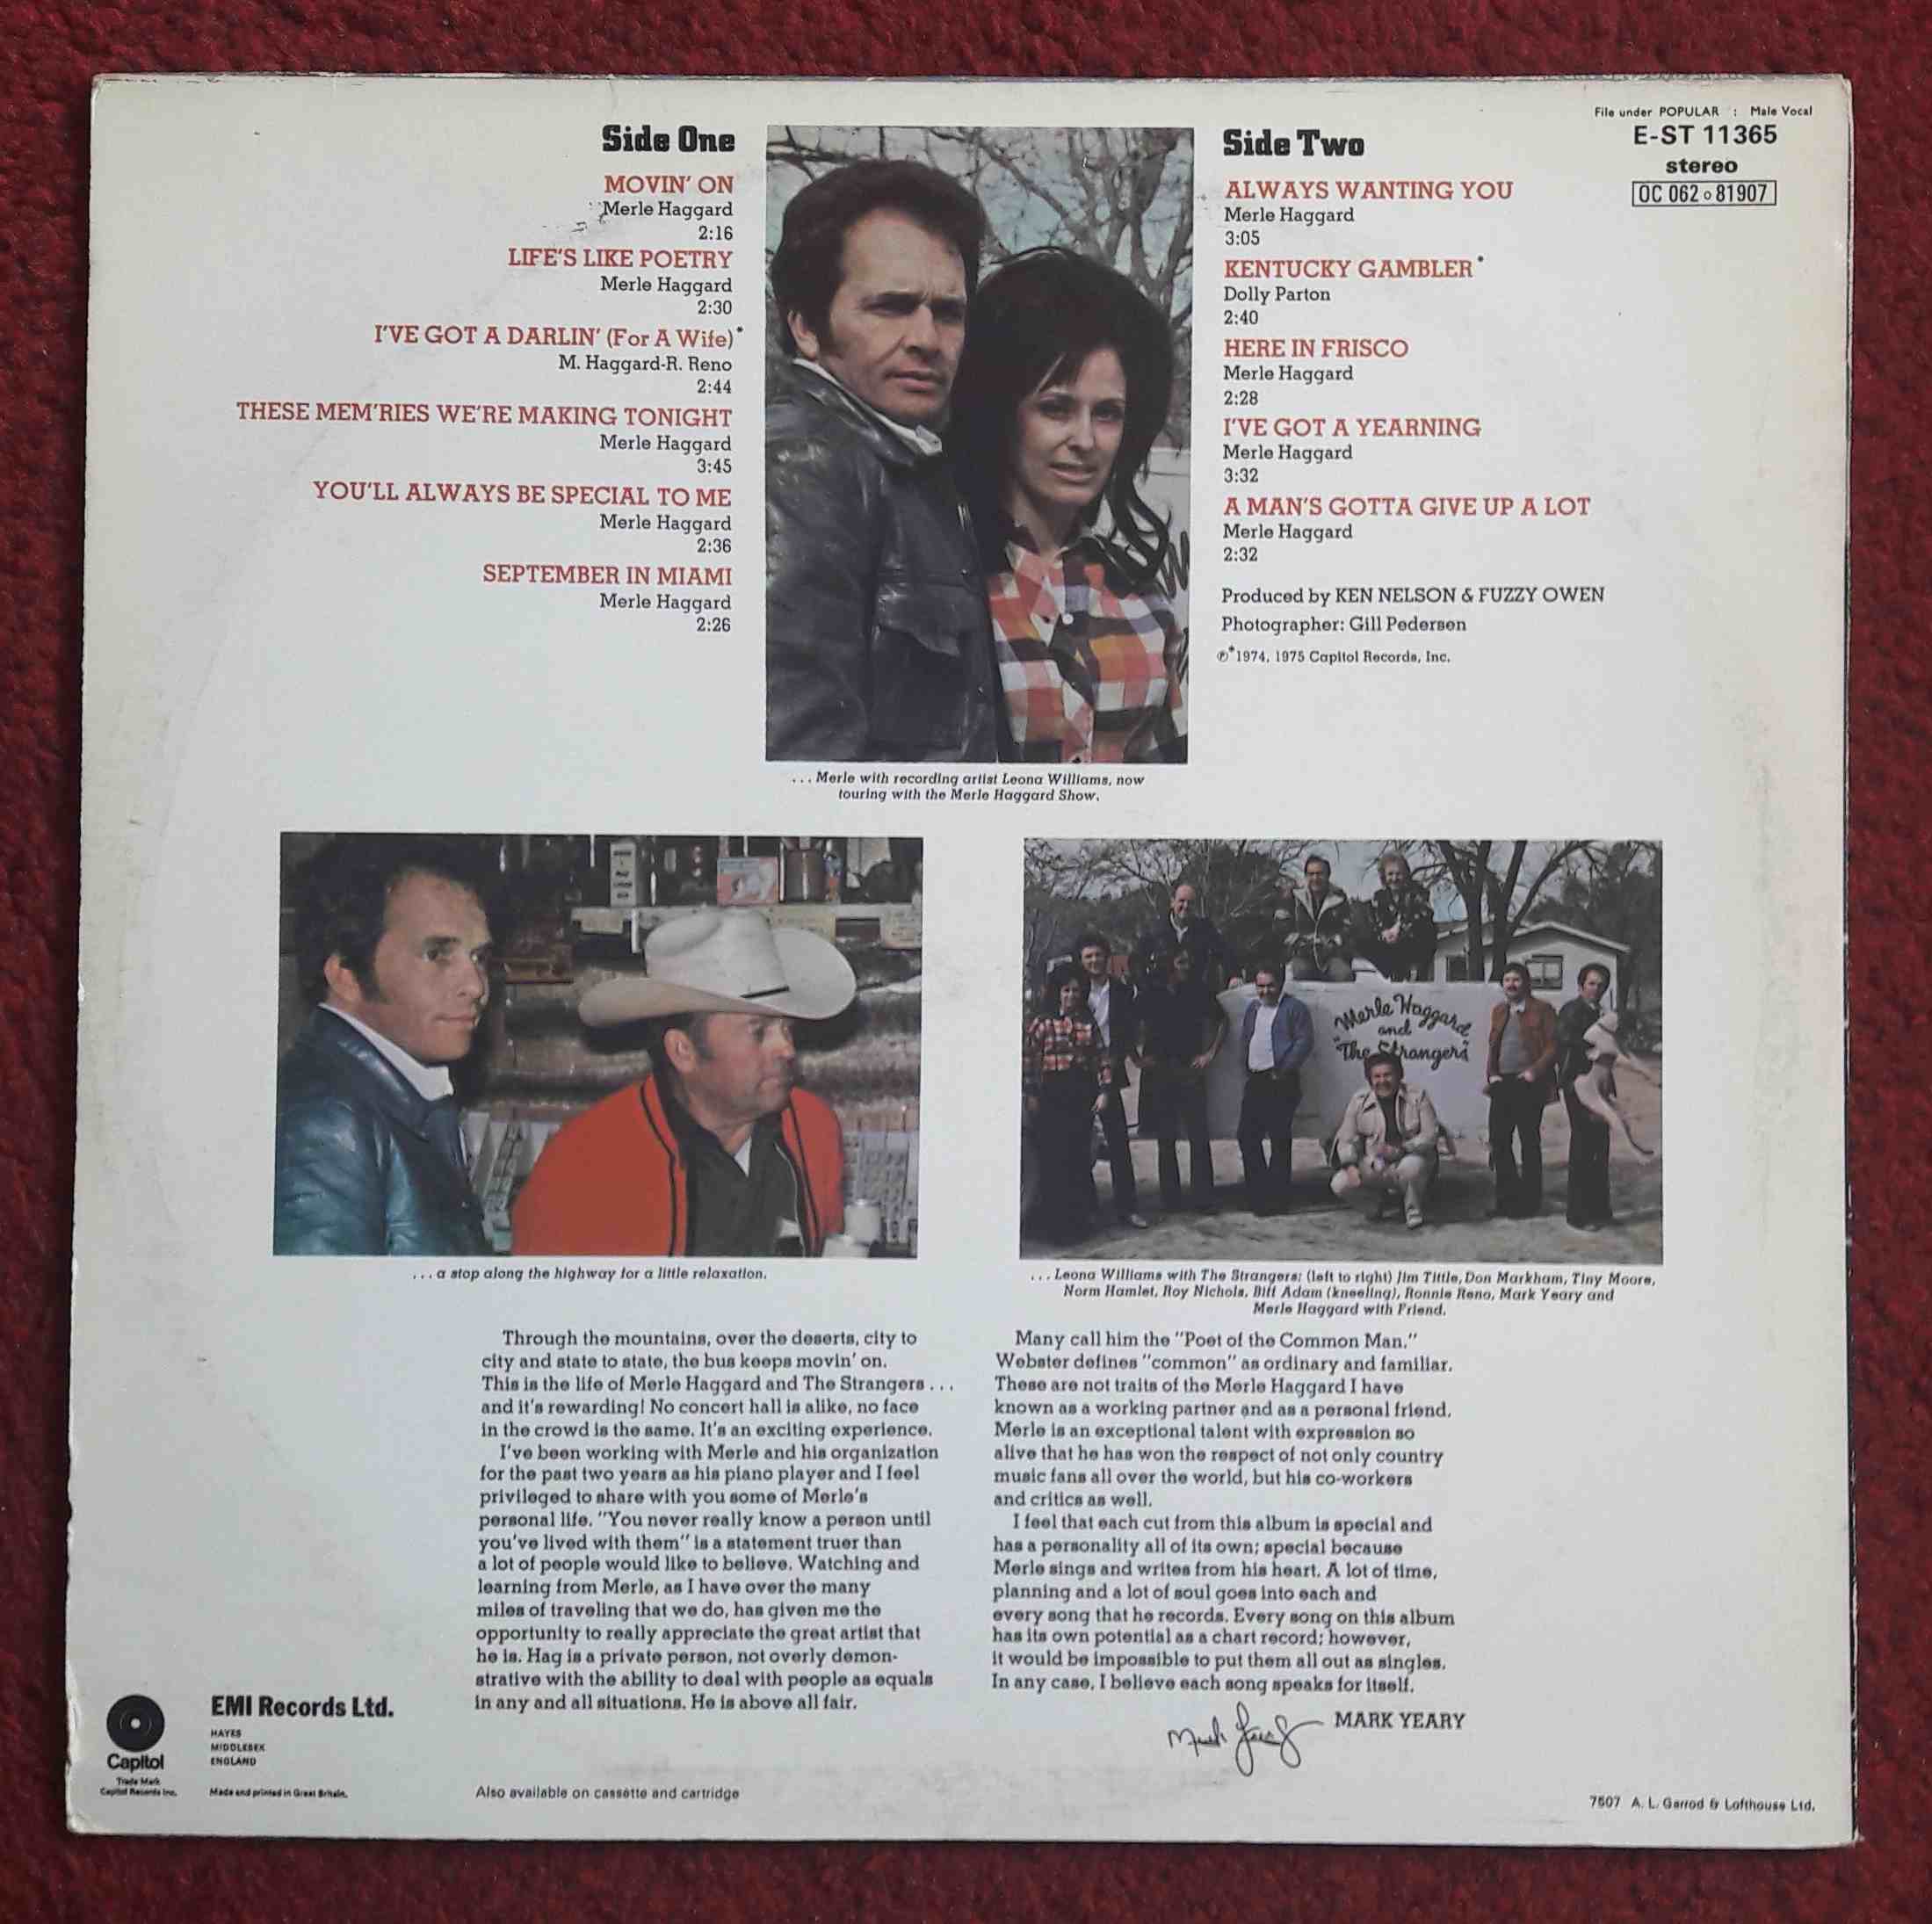 Side One
MOVIN' ON
Merle Haggard
2:16
LIFE'S LIKE POETRY
Merle Haggard
2:30
I'VE GOT A DARLIN' (For A Wife)*
M. Haggard-R. Reno
2:44
THESE MEM'RIES WE'RE MAKING TONIGHT
Merle Haggard
3:45
YOU'LL ALWAYS BE SPECIAL TO ME
Merle Haggard
2:36
SEPTEMBER IN MIAMI
Merle Haggard
2:26
Side Two
ALWAYS WANTING YOU
Merle Haggard
3:05
KENTUCKY GAMBLER*
Dolly Parton
2:40
HERE IN FRISCO
Merle Haggard
2:28
I'VE GOT A YEARNING
Merle Haggard
3:32
A MAN'S GOTTA GIVE UP A LOT
Merle Haggard
2:32
Produced by KEN NELSON & FUZZY OWEN
Photographer: Gill Pedersen
℗*1974, 1975 Capitol Records, Inc.
File under POPULAR : Male Vocal
E-ST 11365
stereo
OC 062 o 81907
... Merle with recording artist Leona Williams, now
touring with the Merle Haggard Show.
... a stop along the highway for a little relaxation.
Merle Haggard
and
"The Strangers"
... Leona Williams with The Strangers: (left to right) Jim Tittle, Don Markham, Tiny Moore,
Norm Hamlet, Roy Nichols, Biff Adam (kneeling), Ronnie Reno, Mark Yeary and
Merle Haggard with Friend.
Through the mountains, over the deserts, city to
city and state to state, the bus keeps movin' on.
This is the life of Merle Haggard and The Strangers ...
and it's rewarding! No concert hall is alike, no face
in the crowd is the same. It's an exciting experience.
I've been working with Merle and his organization
for the past two years as his piano player and I feel
privileged to share with you some of Merle's
personal life. "You never really know a person until
you've lived with them" is a statement truer than
a lot of people would like to believe. Watching and
learning from Merle, as I have over the many
miles of traveling that we do, has given me the
opportunity to really appreciate the great artist that
he is. Hag is a private person, not overly demon-
strative with the ability to deal with people as equals
in any and all situations. He is above all fair.
Many call him the "Poet of the Common Man."
Webster defines "common" as ordinary and familiar.
These are not traits of the Merle Haggard I have
known as a working partner and as a personal friend.
Merle is an exceptional talent with expression so
alive that he has won the respect of not only country
music fans all over the world, but his co-workers
and critics as well.
I feel that each cut from this album is special and
has a personality all of its own; special because
Merle sings and writes from his heart. A lot of time,
planning and a lot of soul goes into each and
every song that he records. Every song on this album
has its own potential as a chart record; however,
it would be impossible to put them all out as singles.
In any case, I believe each song speaks for itself.
Mark Yeary MARK YEARY
Capitol
Trade Mark
Capitol Records Inc.
EMI Records Ltd.
HAYES
MIDDLESEX
ENGLAND
Made and printed in Great Britain.
Also available on cassette and cartridge
7507 A. L. Garrod & Lofthouse Ltd.